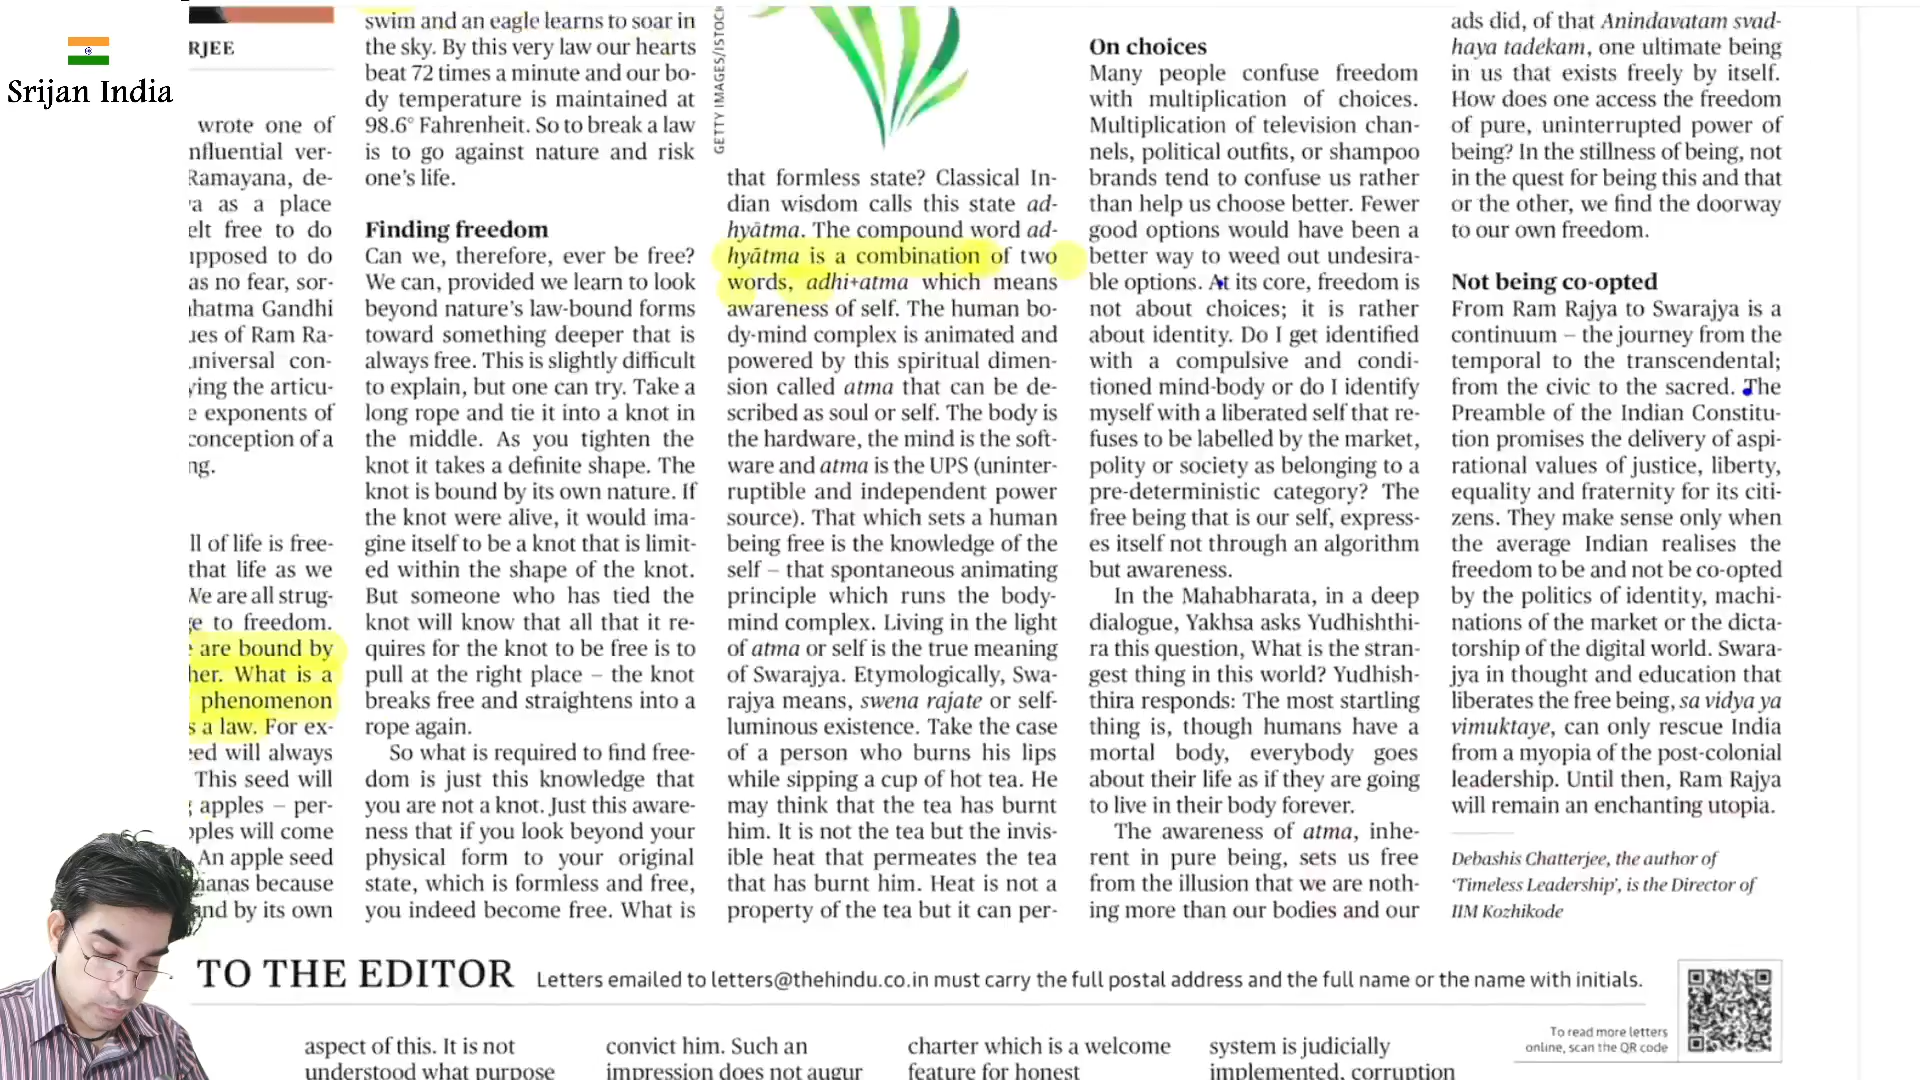 Srijan India
RJEE
wrote one of
nfluential ver-
Ramayana, de-
a as a place
elt free to do
pposed to do
as no fear, sor-
hatma Gandhi
ues of Ram Ra-
universal con-
ying the articu-
e exponents of
conception of a
ng.
ll of life is free-
that life as we
We are all strug-
e to freedom.
are bound by
her. What is a
phenomenon
s a law. For ex-
eed will always
This seed will
apples – per-
pples will come
An apple seed
nanas because
and by its own
swim and an eagle learns to soar in
the sky. By this very law our hearts
beat 72 times a minute and our bo-
dy temperature is maintained at
98.6° Fahrenheit. So to break a law
is to go against nature and risk
one's life.
Finding freedom
Can we, therefore, ever be free?
We can, provided we learn to look
beyond nature's law-bound forms
toward something deeper that is
always free. This is slightly difficult
to explain, but one can try. Take a
long rope and tie it into a knot in
the middle. As you tighten the
knot it takes a definite shape. The
knot is bound by its own nature. If
the knot were alive, it would ima-
gine itself to be a knot that is limit-
ed within the shape of the knot.
But someone who has tied the
knot will know that all that it re-
quires for the knot to be free is to
pull at the right place – the knot
breaks free and straightens into a
rope again.
So what is required to find free-
dom is just this knowledge that
you are not a knot. Just this aware-
ness that if you look beyond your
physical form to your original
state, which is formless and free,
you indeed become free. What is
GETTY IMAGES/ISTOCK
that formless state? Classical In-
dian wisdom calls this state ad-
hyātma. The compound word ad-
hyātma is a combination of two
words, adhi+atma which means
awareness of self. The human bo-
dy-mind complex is animated and
powered by this spiritual dimen-
sion called atma that can be de-
scribed as soul or self. The body is
the hardware, the mind is the soft-
ware and atma is the UPS (uninter-
ruptible and independent power
source). That which sets a human
being free is the knowledge of the
self – that spontaneous animating
principle which runs the body-
mind complex. Living in the light
of atma or self is the true meaning
of Swarajya. Etymologically, Swa-
rajya means, swena rajate or self-
luminous existence. Take the case
of a person who burns his lips
while sipping a cup of hot tea. He
may think that the tea has burnt
him. It is not the tea but the invis-
ible heat that permeates the tea
that has burnt him. Heat is not a
property of the tea but it can per-
On choices
Many people confuse freedom
with multiplication of choices.
Multiplication of television chan-
nels, political outfits, or shampoo
brands tend to confuse us rather
than help us choose better. Fewer
good options would have been a
better way to weed out undesira-
ble options. At its core, freedom is
not about choices; it is rather
about identity. Do I get identified
with a compulsive and condi-
tioned mind-body or do I identify
myself with a liberated self that re-
fuses to be labelled by the market,
polity or society as belonging to a
pre-deterministic category? The
free being that is our self, express-
es itself not through an algorithm
but awareness.
In the Mahabharata, in a deep
dialogue, Yakhsa asks Yudhishthi-
ra this question, What is the stran-
gest thing in this world? Yudhish-
thira responds: The most startling
thing is, though humans have a
mortal body, everybody goes
about their life as if they are going
to live in their body forever.
The awareness of atma, inhe-
rent in pure being, sets us free
from the illusion that we are noth-
ing more than our bodies and our
ads did, of that Anindavatam svad-
haya tadekam, one ultimate being
in us that exists freely by itself.
How does one access the freedom
of pure, uninterrupted power of
being? In the stillness of being, not
in the quest for being this and that
or the other, we find the doorway
to our own freedom.
Not being co-opted
From Ram Rajya to Swarajya is a
continuum – the journey from the
temporal to the transcendental;
from the civic to the sacred. The
Preamble of the Indian Constitu-
tion promises the delivery of aspi-
rational values of justice, liberty,
equality and fraternity for its citi-
zens. They make sense only when
the average Indian realises the
freedom to be and not be co-opted
by the politics of identity, machi-
nations of the market or the dicta-
torship of the digital world. Swara-
jya in thought and education that
liberates the free being, sa vidya ya
vimuktaye, can only rescue India
from a myopia of the post-colonial
leadership. Until then, Ram Rajya
will remain an enchanting utopia.
Debashis Chatterjee, the author of
'Timeless Leadership', is the Director of
IIM Kozhikode
TO THE EDITOR Letters emailed to letters@thehindu.co.in must carry the full postal address and the full name or the name with initials.
To read more letters
online, scan the QR code
aspect of this. It is not
understood what purpose
convict him. Such an
impression does not augur
charter which is a welcome
feature for honest
system is judicially
implemented, corruption